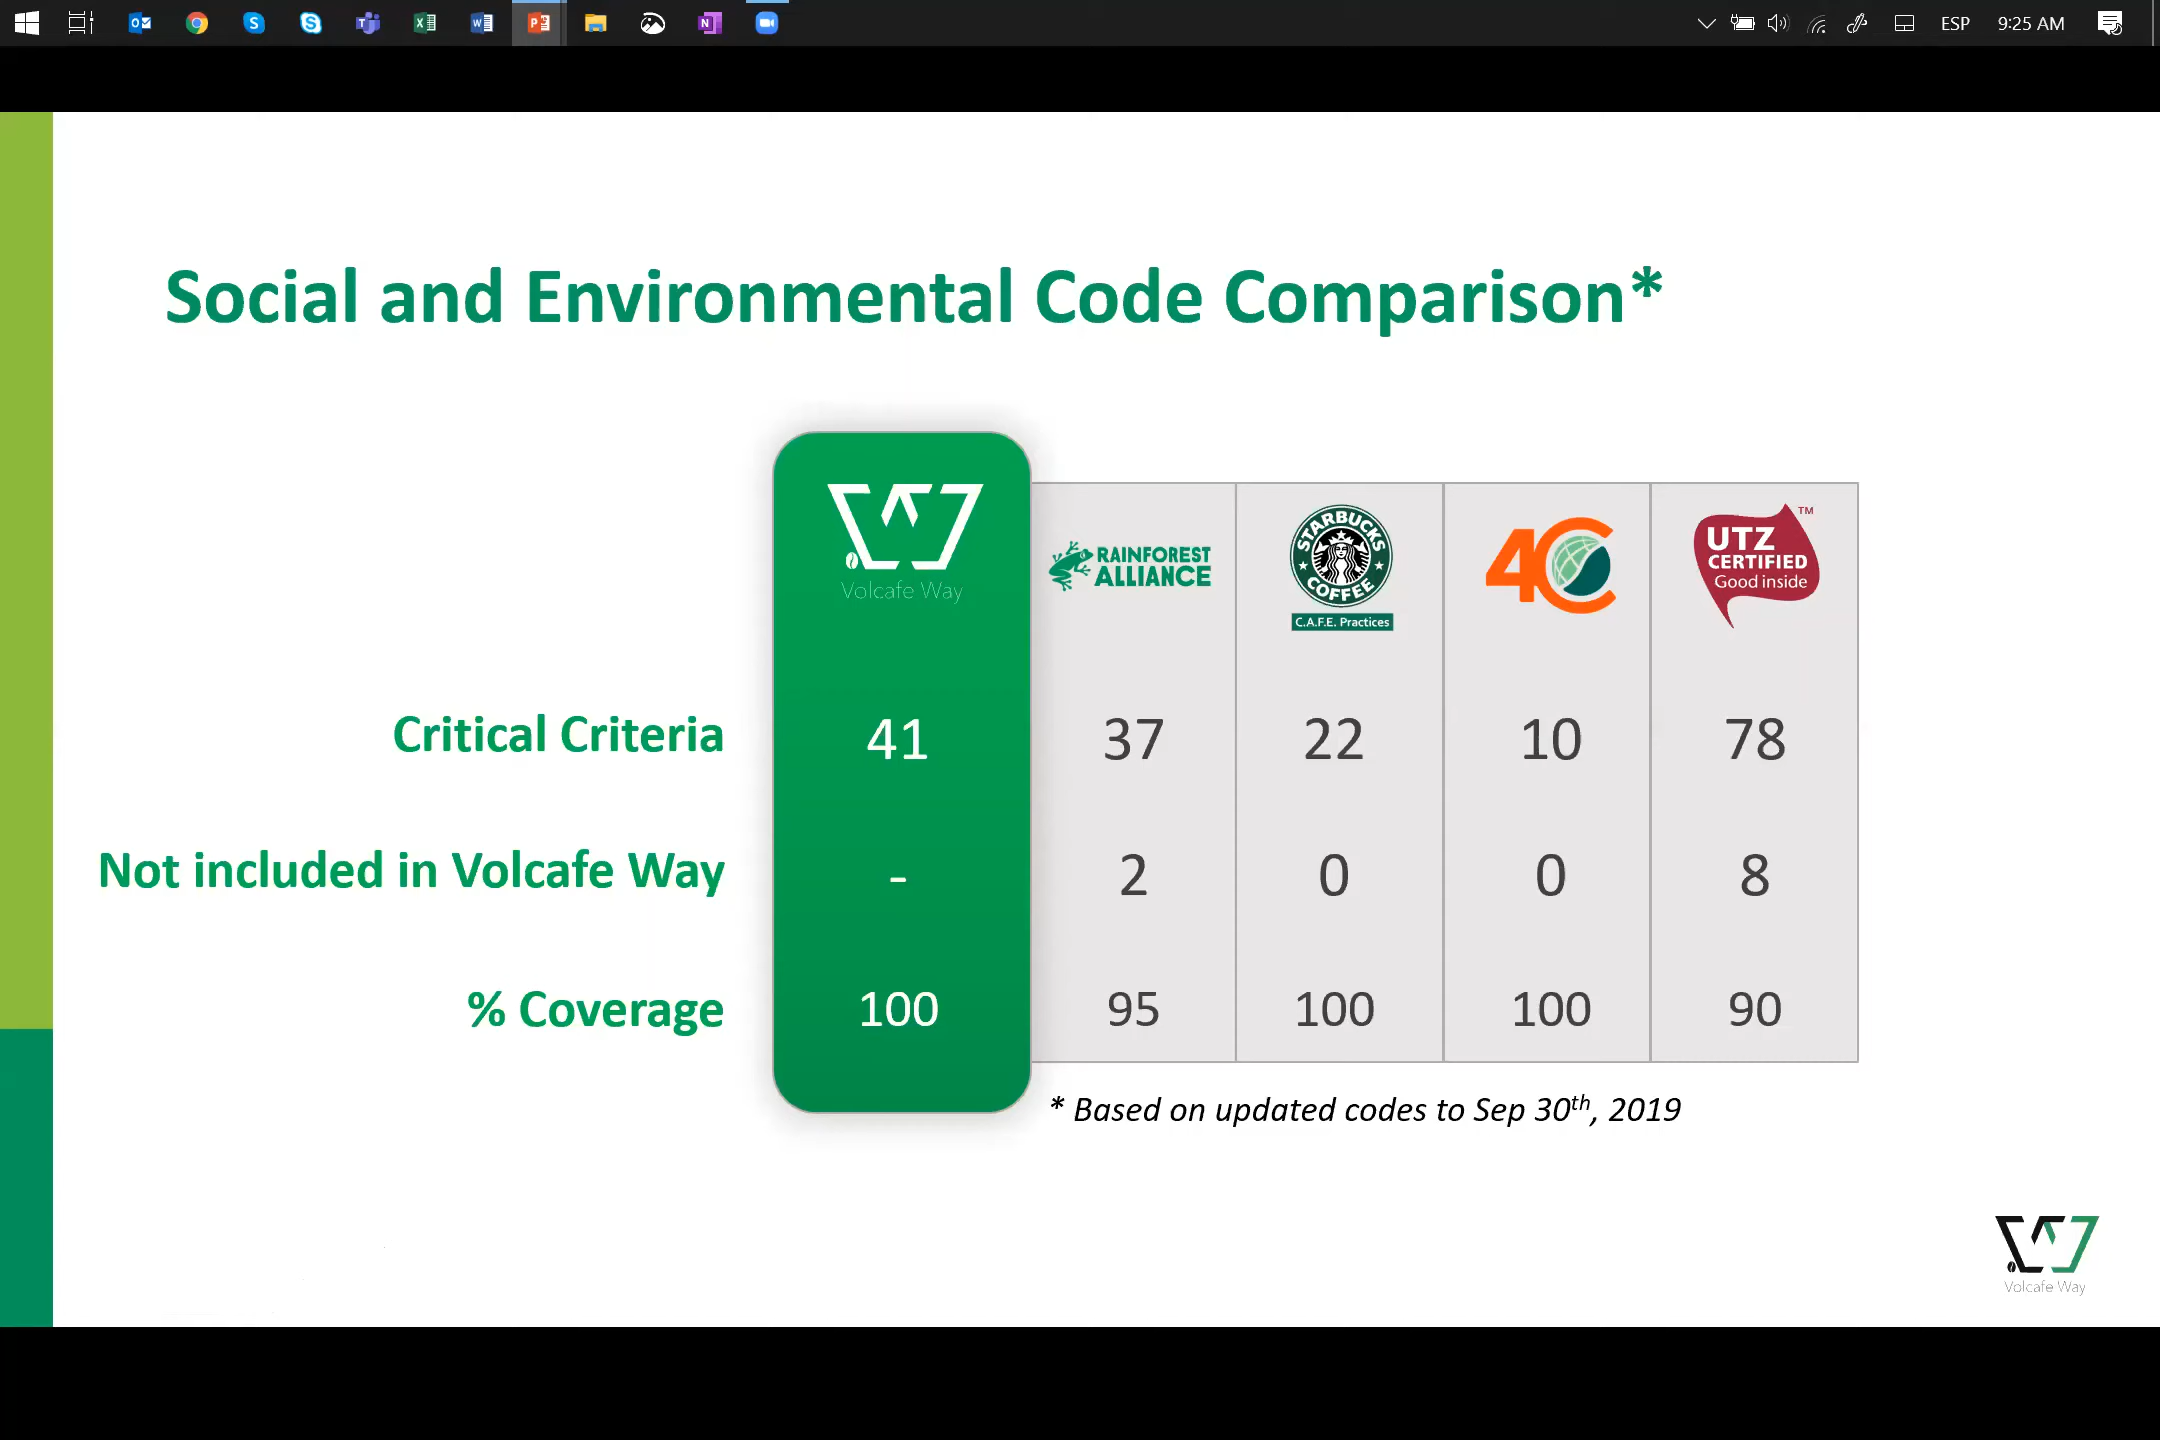 ESP 9:25 AM
Social and Environmental Code Comparison*
Volcafe Way
RAINFOREST
ALLIANCE
STARBUCKS
COFFEE
C.A.F.E. Practices
4C
UTZ
CERTIFIED
Good inside
TM
Critical Criteria 41 37 22 10 78
Not included in Volcafe Way - 2 0 0 8
% Coverage 100 95 100 100 90
* Based on updated codes to Sep 30th, 2019
Volcafe Way